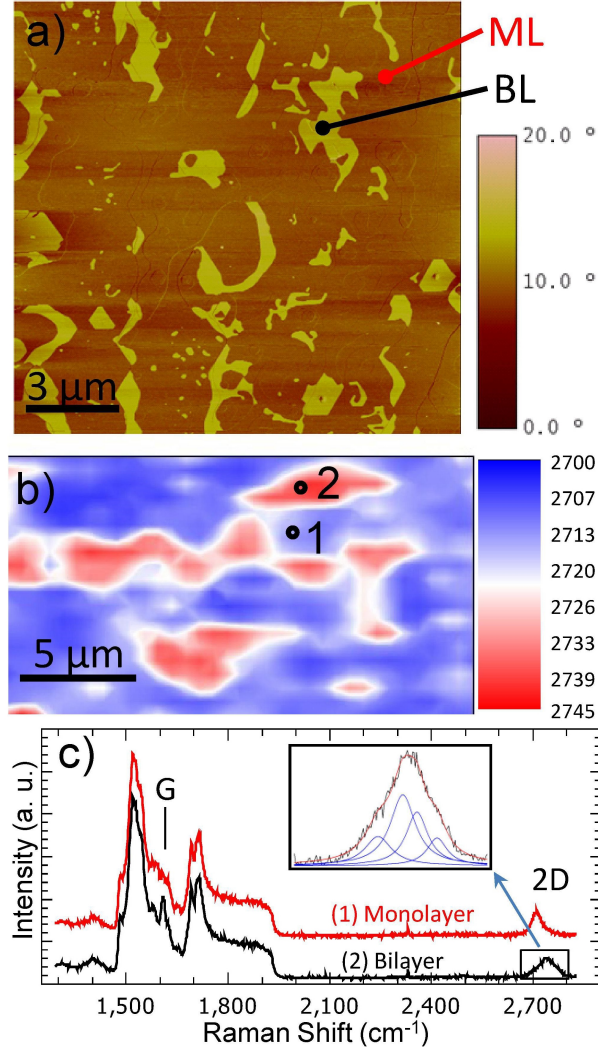 a)
ML
BL
20.0 °
10.0 °
0.0 °
3 µm
b)
2
1
5 µm
2700
2707
2713
2720
2726
2733
2739
2745
c)
G
2D
(1) Monolayer
(2) Bilayer
Intensity (a. u.)
1,500 1,800 2,100 2,400 2,700
Raman Shift (cm⁻¹)